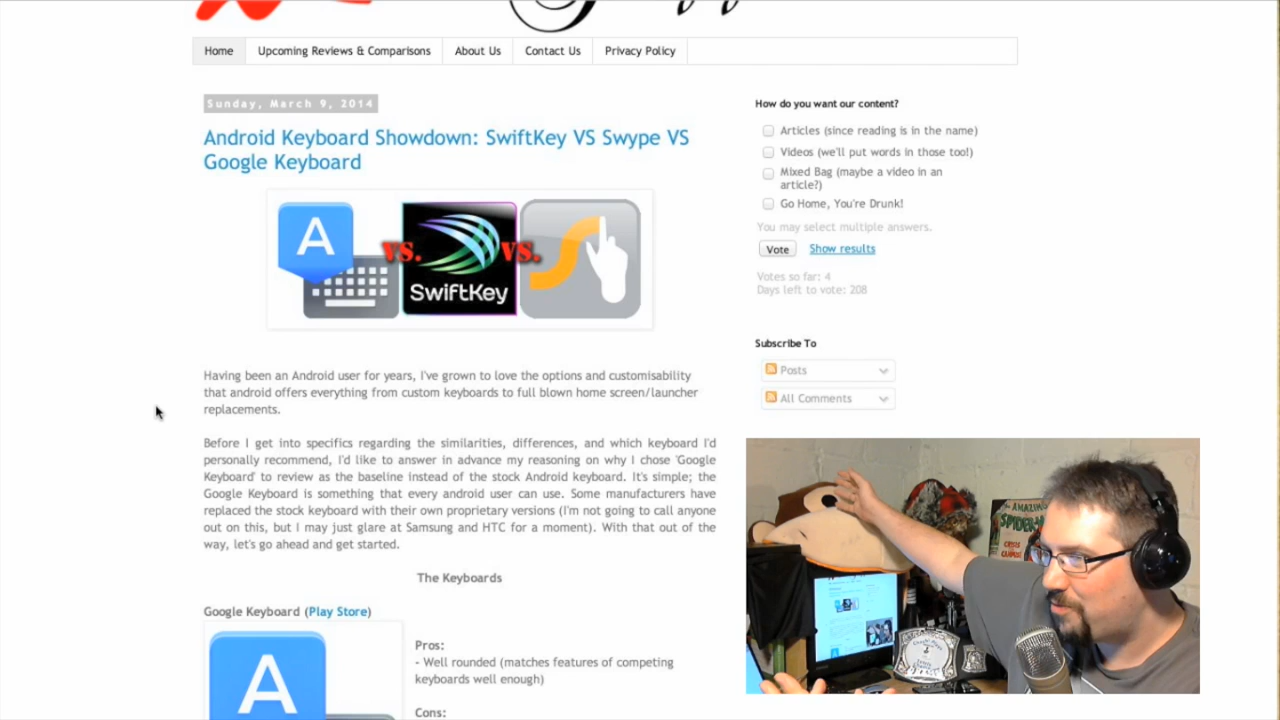 Home
Upcoming Reviews & Comparisons
About Us
Contact Us
Privacy Policy
Sunday, March 9, 2014
Android Keyboard Showdown: SwiftKey VS Swype VS
Google Keyboard
A
vs.
SwiftKey
vs.
Having been an Android user for years, I've grown to love the options and customisability
that android offers everything from custom keyboards to full blown home screen/launcher
replacements.
Before I get into specifics regarding the similarities, differences, and which keyboard I'd
personally recommend, I'd like to answer in advance my reasoning on why I chose 'Google
Keyboard' to review as the baseline instead of the stock Android keyboard. It's simple; the
Google Keyboard is something that every android user can use. Some manufacturers have
replaced the stock keyboard with their own proprietary versions (I'm not going to call anyone
out on this, but I may just glare at Samsung and HTC for a moment). With that out of the
way, let's go ahead and get started.
The Keyboards
Google Keyboard (Play Store)
A
Pros:
- Well rounded (matches features of competing
keyboards well enough)
Cons:
How do you want our content?
Articles (since reading is in the name)
Videos (we'll put words in those too!)
Mixed Bag (maybe a video in an
article?)
Go Home, You're Drunk!
You may select multiple answers.
Vote
Show results
Votes so far: 4
Days left to vote: 208
Subscribe To
Posts
All Comments
AMAZING
SPIDER-M